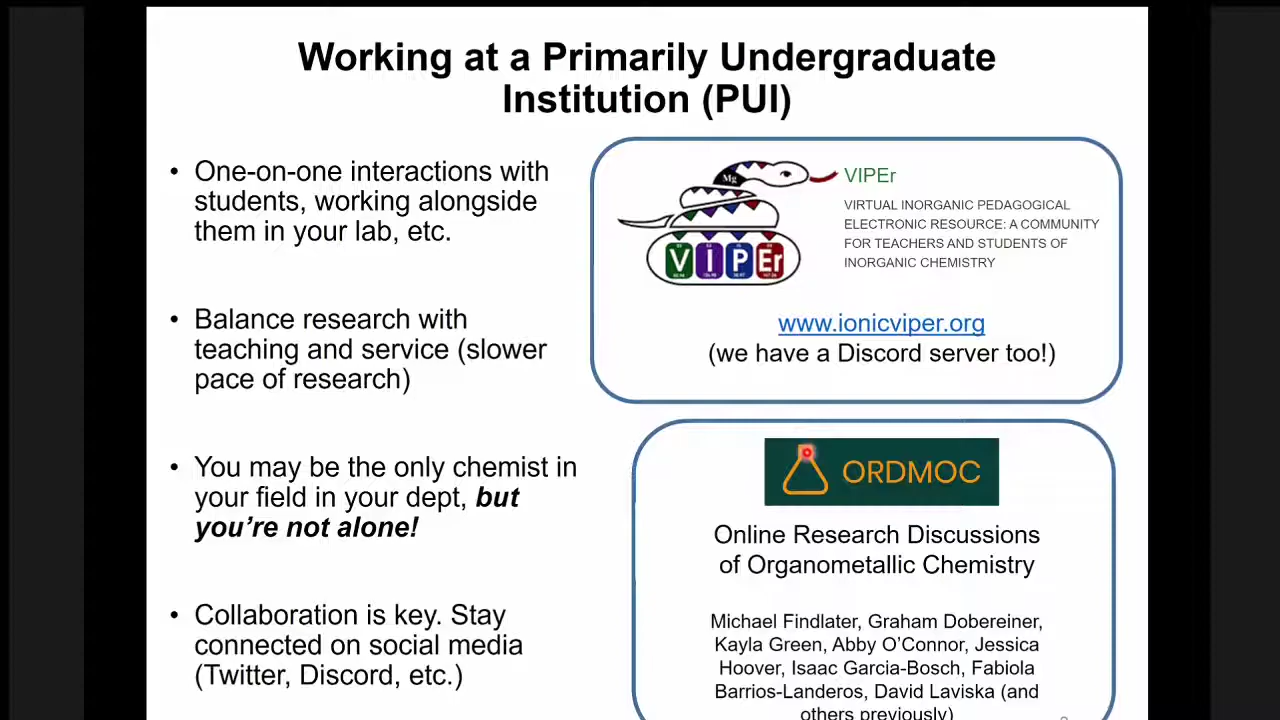 Working at a Primarily Undergraduate
Institution (PUI)
• One-on-one interactions with
students, working alongside
them in your lab, etc.
• Balance research with
teaching and service (slower
pace of research)
• You may be the only chemist in
your field in your dept, but
you’re not alone!
• Collaboration is key. Stay
connected on social media
(Twitter, Discord, etc.)
Mg
V I P Er
VIPEr
VIRTUAL INORGANIC PEDAGOGICAL
ELECTRONIC RESOURCE: A COMMUNITY
FOR TEACHERS AND STUDENTS OF
INORGANIC CHEMISTRY
www.ionicviper.org
(we have a Discord server too!)
ORDMOC
Online Research Discussions
of Organometallic Chemistry
Michael Findlater, Graham Dobereiner,
Kayla Green, Abby O’Connor, Jessica
Hoover, Isaac Garcia-Bosch, Fabiola
Barrios-Landeros, David Laviska (and
others previously)